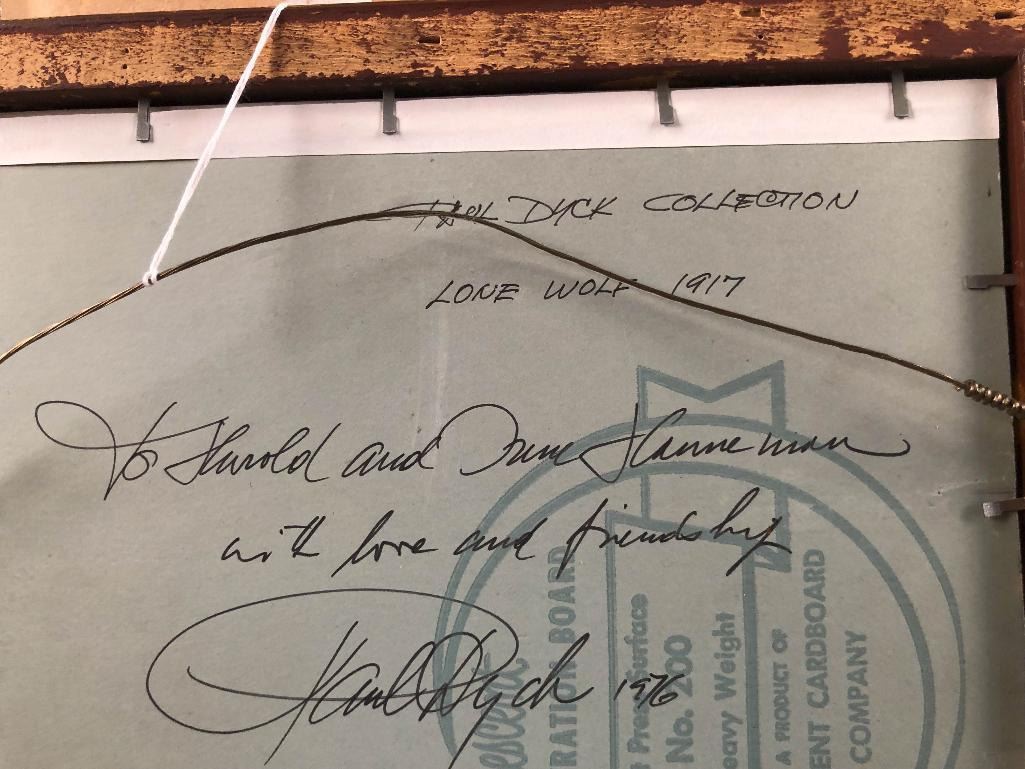 PAUL DYCK COLLECTION
LONE WOLF 1917
To Harold and June Hanneman
with love and friendship
Paul Dyck 1976
RATION BOARD
Press Surface
No. 200
eavy Weight
A PRODUCT OF
ENT CARDBOARD
COMPANY